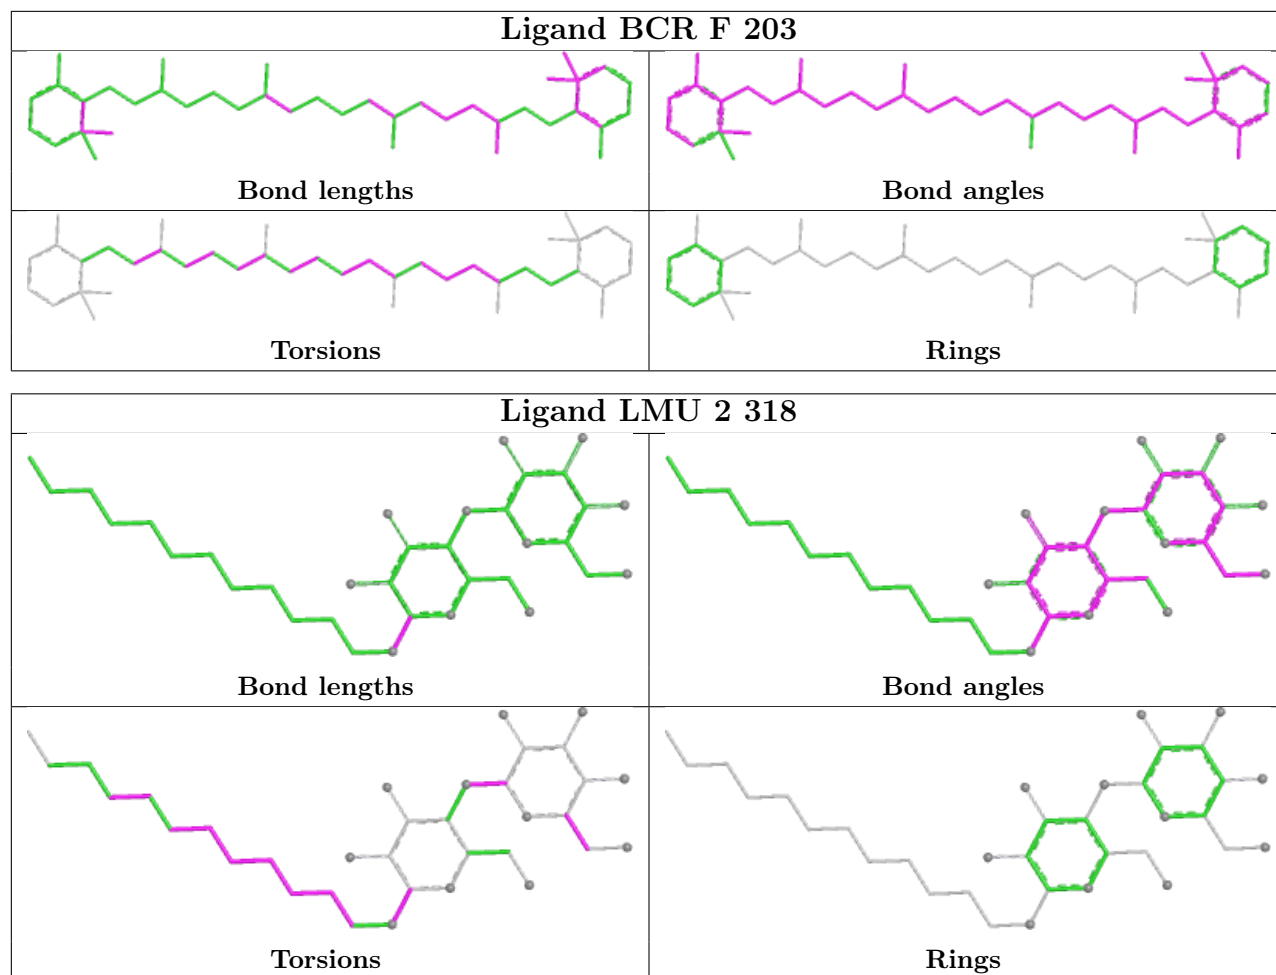 Ligand BCR F 203
Bond lengths
Bond angles
Torsions
Rings
Ligand LMU 2 318
Bond lengths
Bond angles
Torsions
Rings